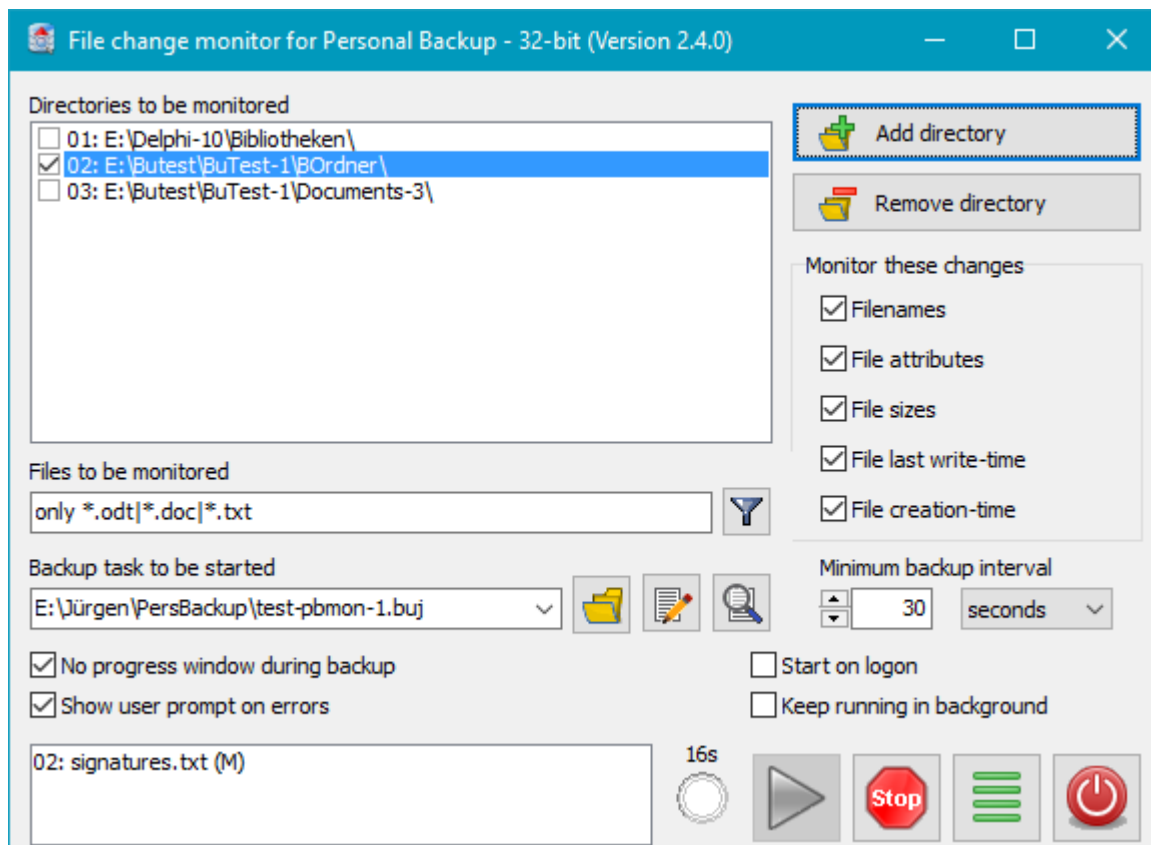 File change monitor for Personal Backup - 32-bit (Version 2.4.0)
Directories to be monitored
01: E:\Delphi-10\Bibliotheken\
02: E:\Butest\BuTest-1\BOrdner\
03: E:\Butest\BuTest-1\Documents-3\
Add directory
Remove directory
Monitor these changes
Filenames
File attributes
File sizes
File last write-time
File creation-time
Files to be monitored
only *.odt|*.doc|*.txt
Backup task to be started
E:\Jürgen\PersBackup\test-pbmon-1.buj
Minimum backup interval
30 seconds
No progress window during backup
Show user prompt on errors
Start on logon
Keep running in background
02: signatures.txt (M)
16s
Stop